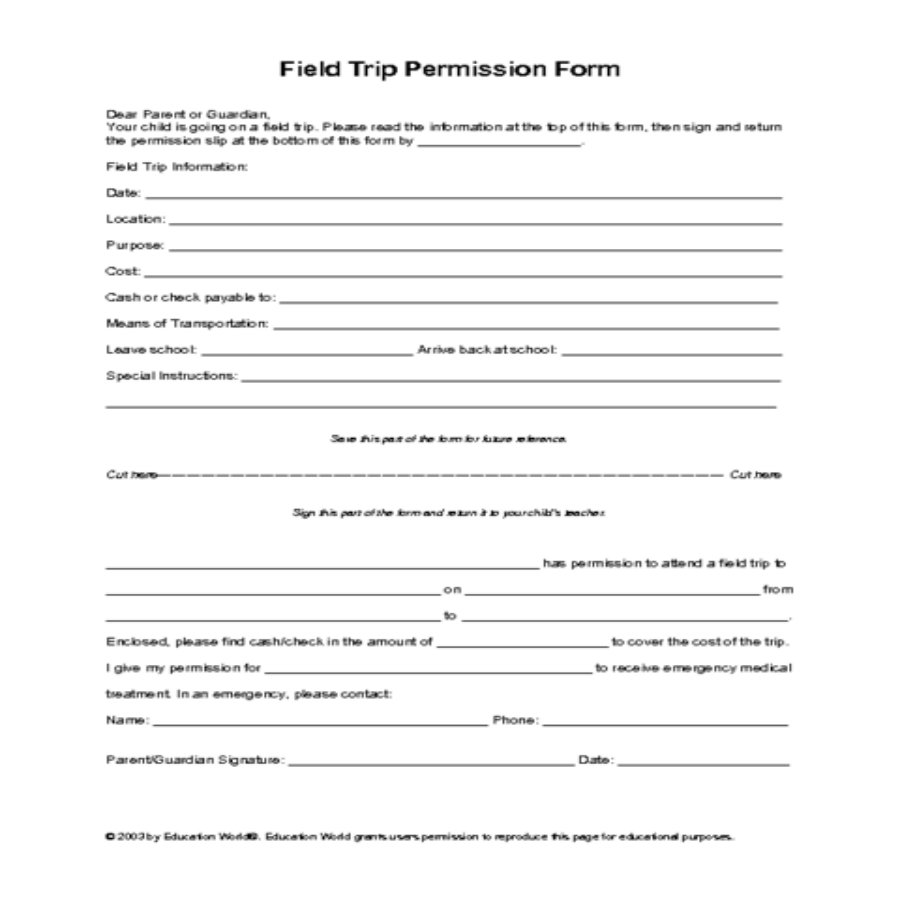 Field Trip Permission Form
Dear Parent or Guardian,
Your child is going on a field trip. Please read the information at the top of this form, then sign and return
the permission slip at the bottom of this form by ____________________.
Field Trip Information:
Date: ____________________
Location: ____________________
Purpose: ____________________
Cost: ____________________
Cash or check payable to: ____________________
Means of Transportation: ____________________
Leave school: ____________________ Arrive back at school: ____________________
Special Instructions: ____________________
____________________
Save this part of the form for future reference.
Cut here---------------------------------------- Cut here
Sign this part of the form and return it to your child's teacher.
____________________ has permission to attend a field trip to
____________________ on ____________________ from
____________________ to ____________________.
Enclosed, please find cash/check in the amount of ____________________ to cover the cost of the trip.
I give my permission for ____________________ to receive emergency medical
treatment. In an emergency, please contact:
Name: ____________________ Phone: ____________________
Parent/Guardian Signature: ____________________ Date: ____________________
© 2003 by Education World®. Education World grants users permission to reproduce this page for educational purposes.